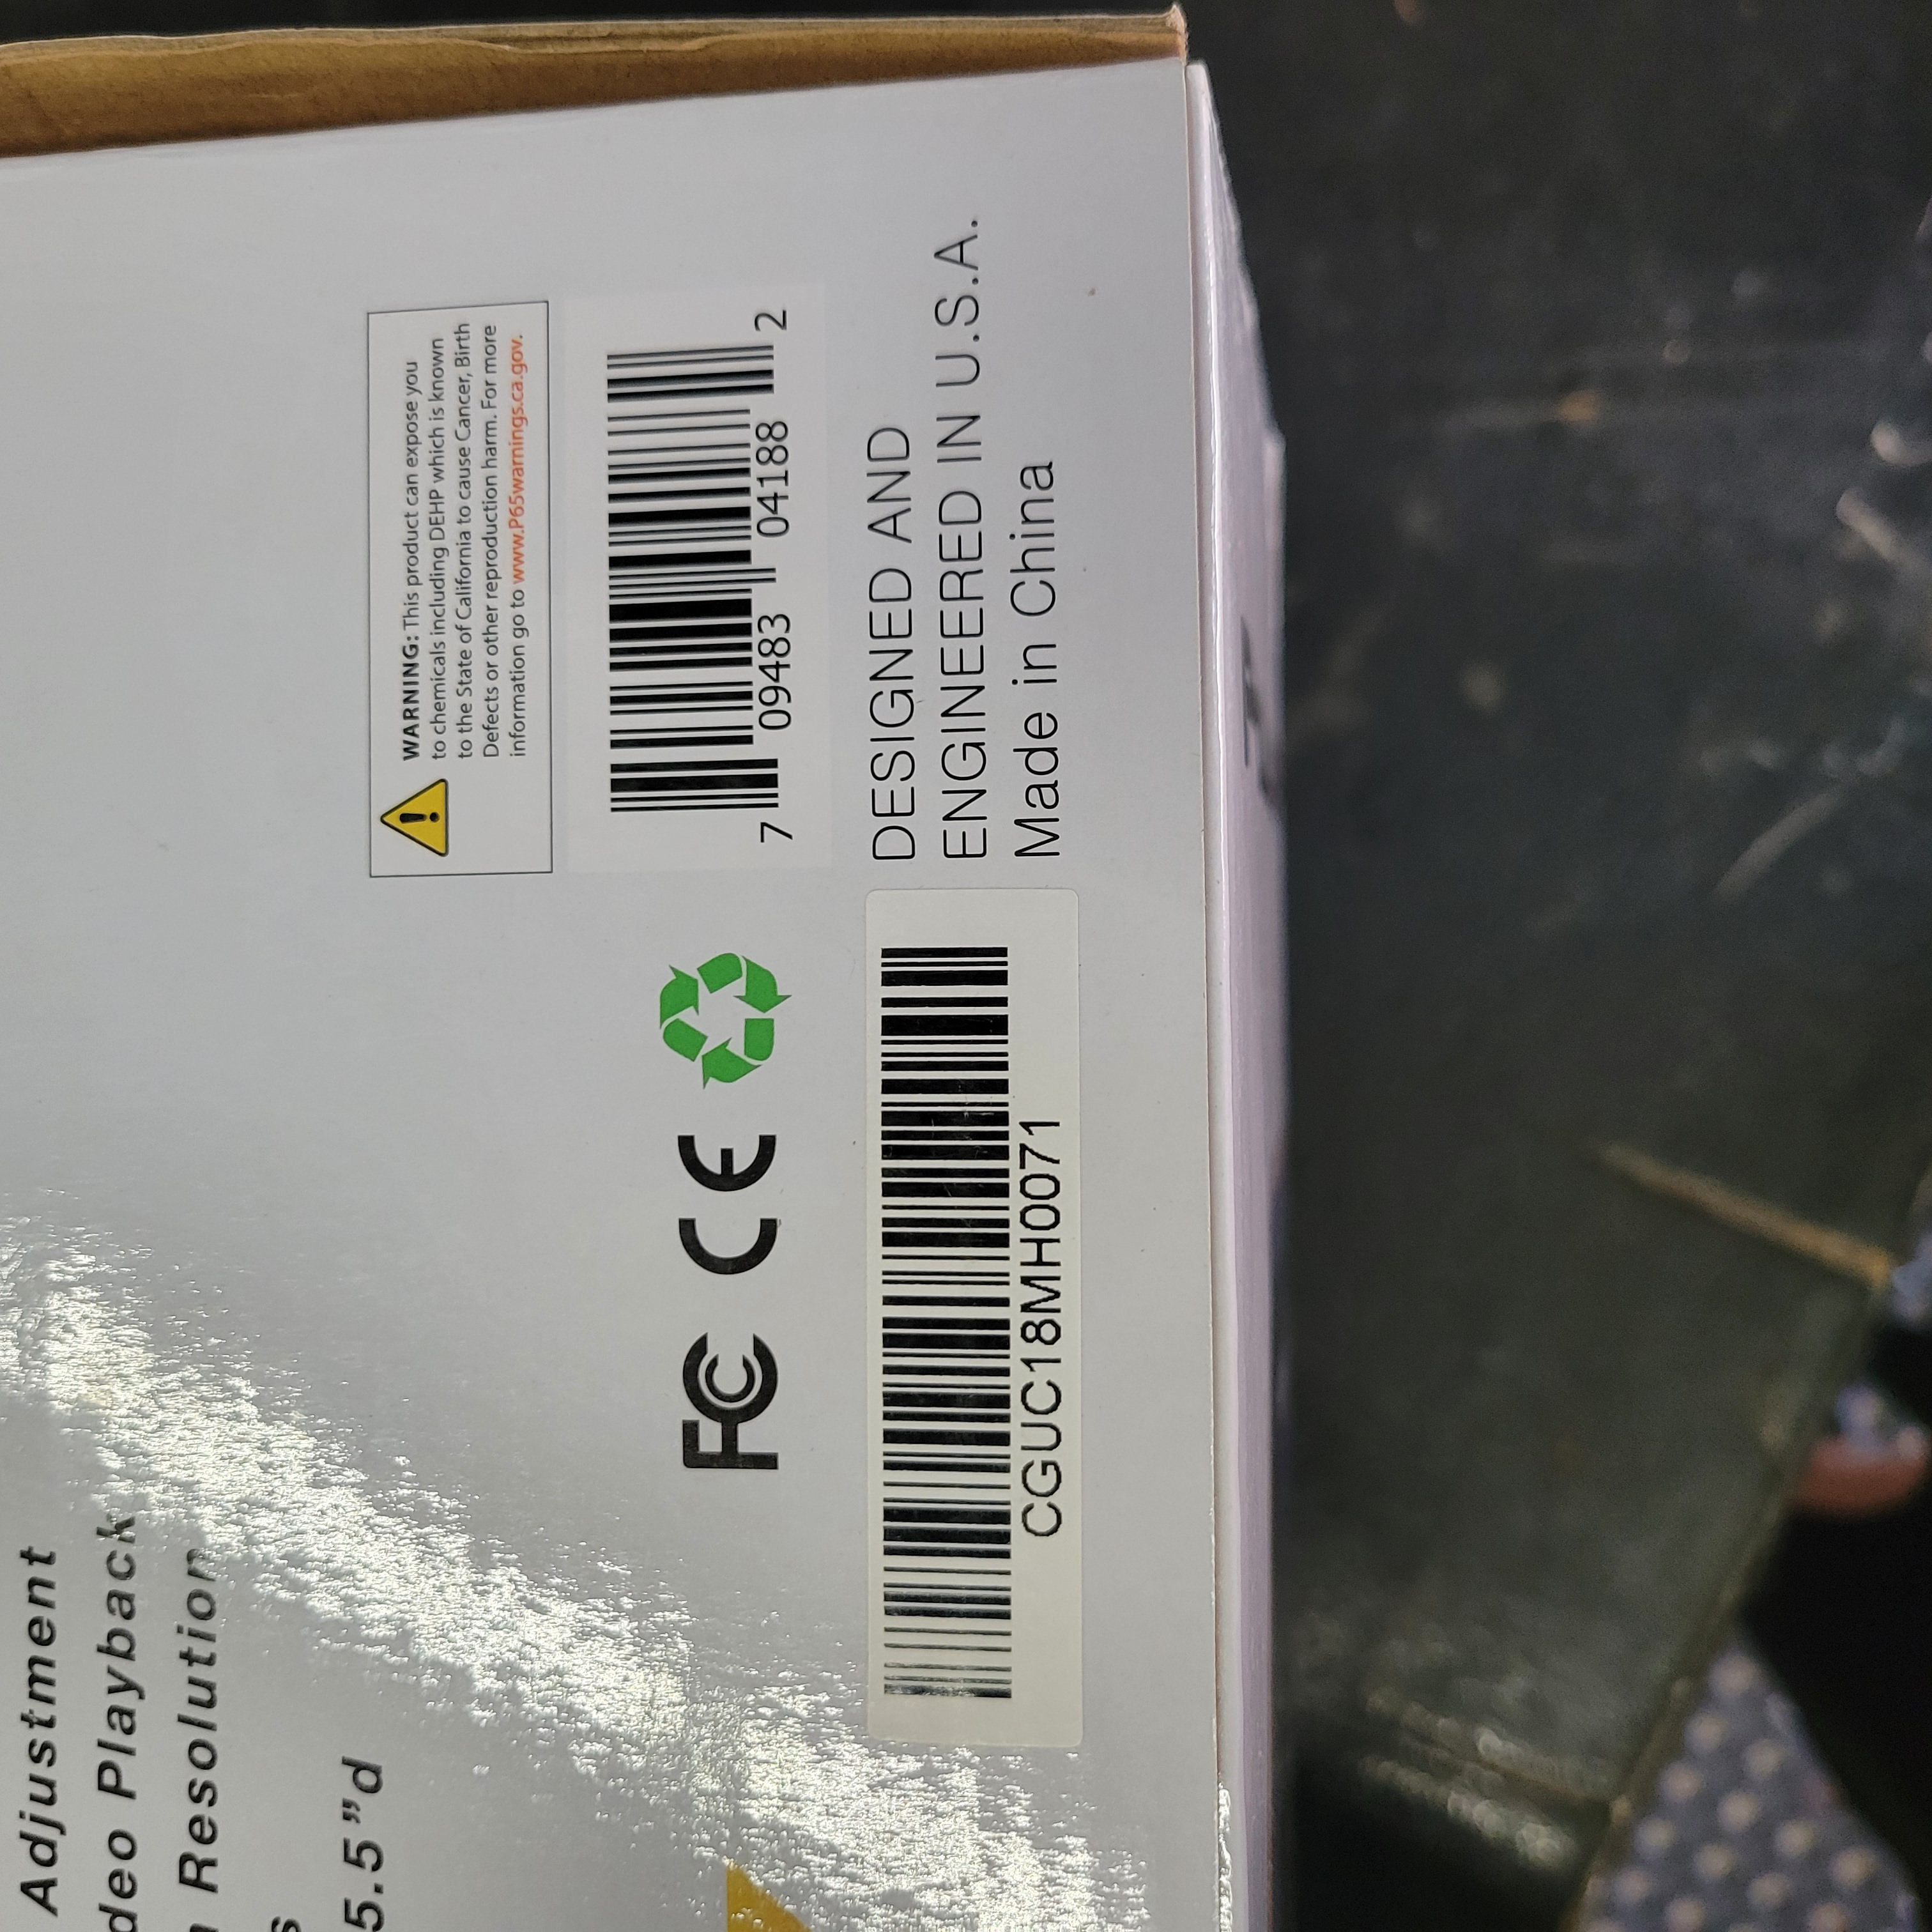 Adjustment
deo Playback
Resolution
s
5.5”d
WARNING: This product can expose you
to chemicals including DEHP which is known
to the State of California to cause Cancer, Birth
Defects or other reproduction harm. For more
information go to www.P65warnings.ca.gov.
7 09483 04188 2
FC CE
DESIGNED AND
ENGINEERED IN U.S.A.
Made in China
CGUC18MH0071